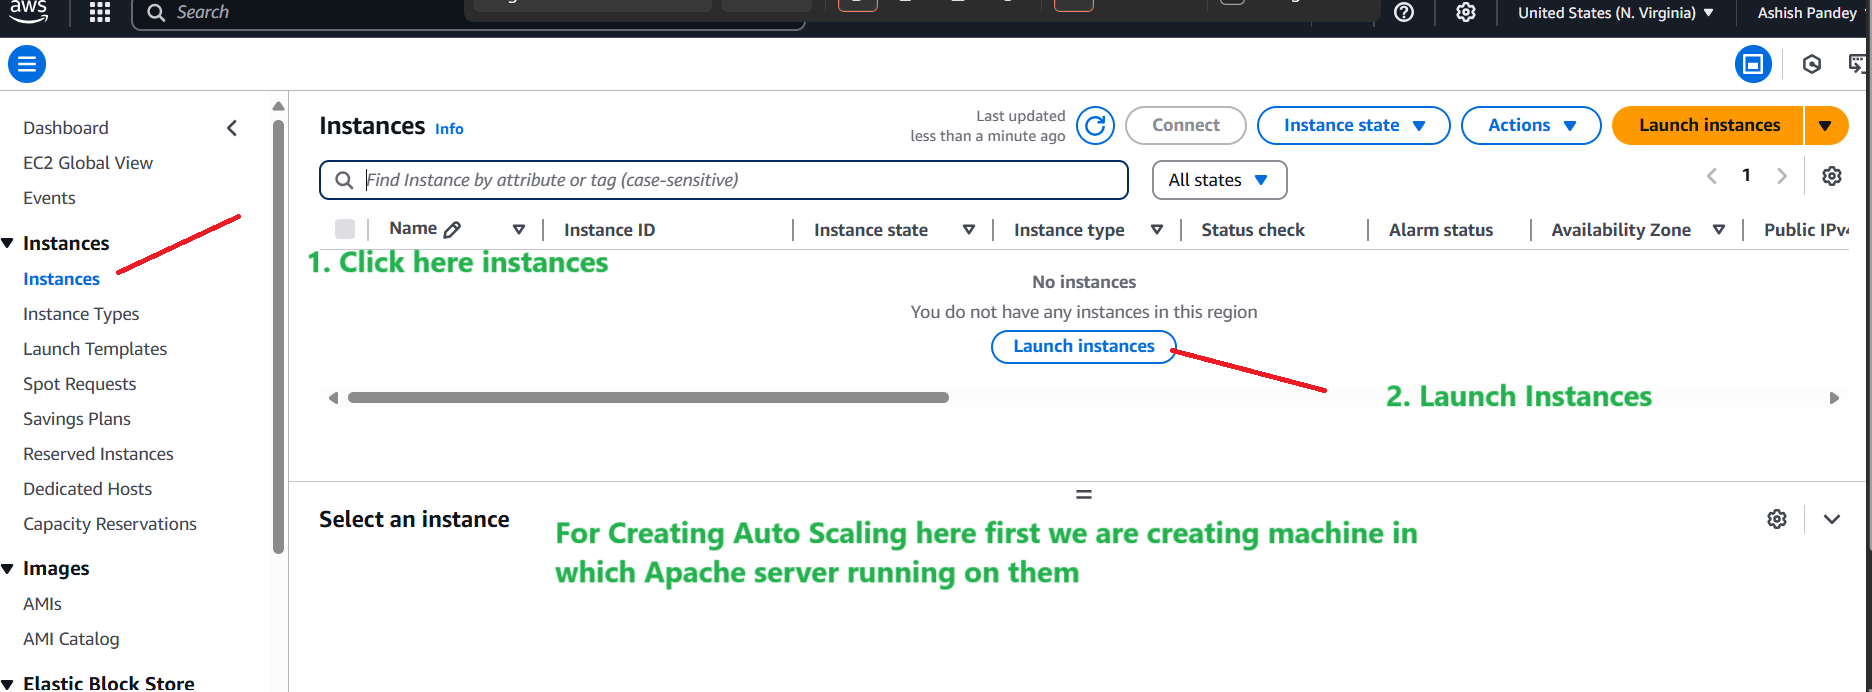 aws
Search
United States (N. Virginia)
Ashish Pandey
Dashboard
EC2 Global View
Events
Instances
Instances
Instance Types
Launch Templates
Spot Requests
Savings Plans
Reserved Instances
Dedicated Hosts
Capacity Reservations
Images
AMIs
AMI Catalog
Elastic Block Store
Instances Info
Last updated
less than a minute ago
Connect
Instance state
Actions
Launch instances
Find Instance by attribute or tag (case-sensitive)
All states
1
Name
Instance ID
Instance state
Instance type
Status check
Alarm status
Availability Zone
Public IPv4
1. Click here instances
No instances
You do not have any instances in this region
Launch instances
2. Launch Instances
Select an instance
For Creating Auto Scaling here first we are creating machine in
which Apache server running on them